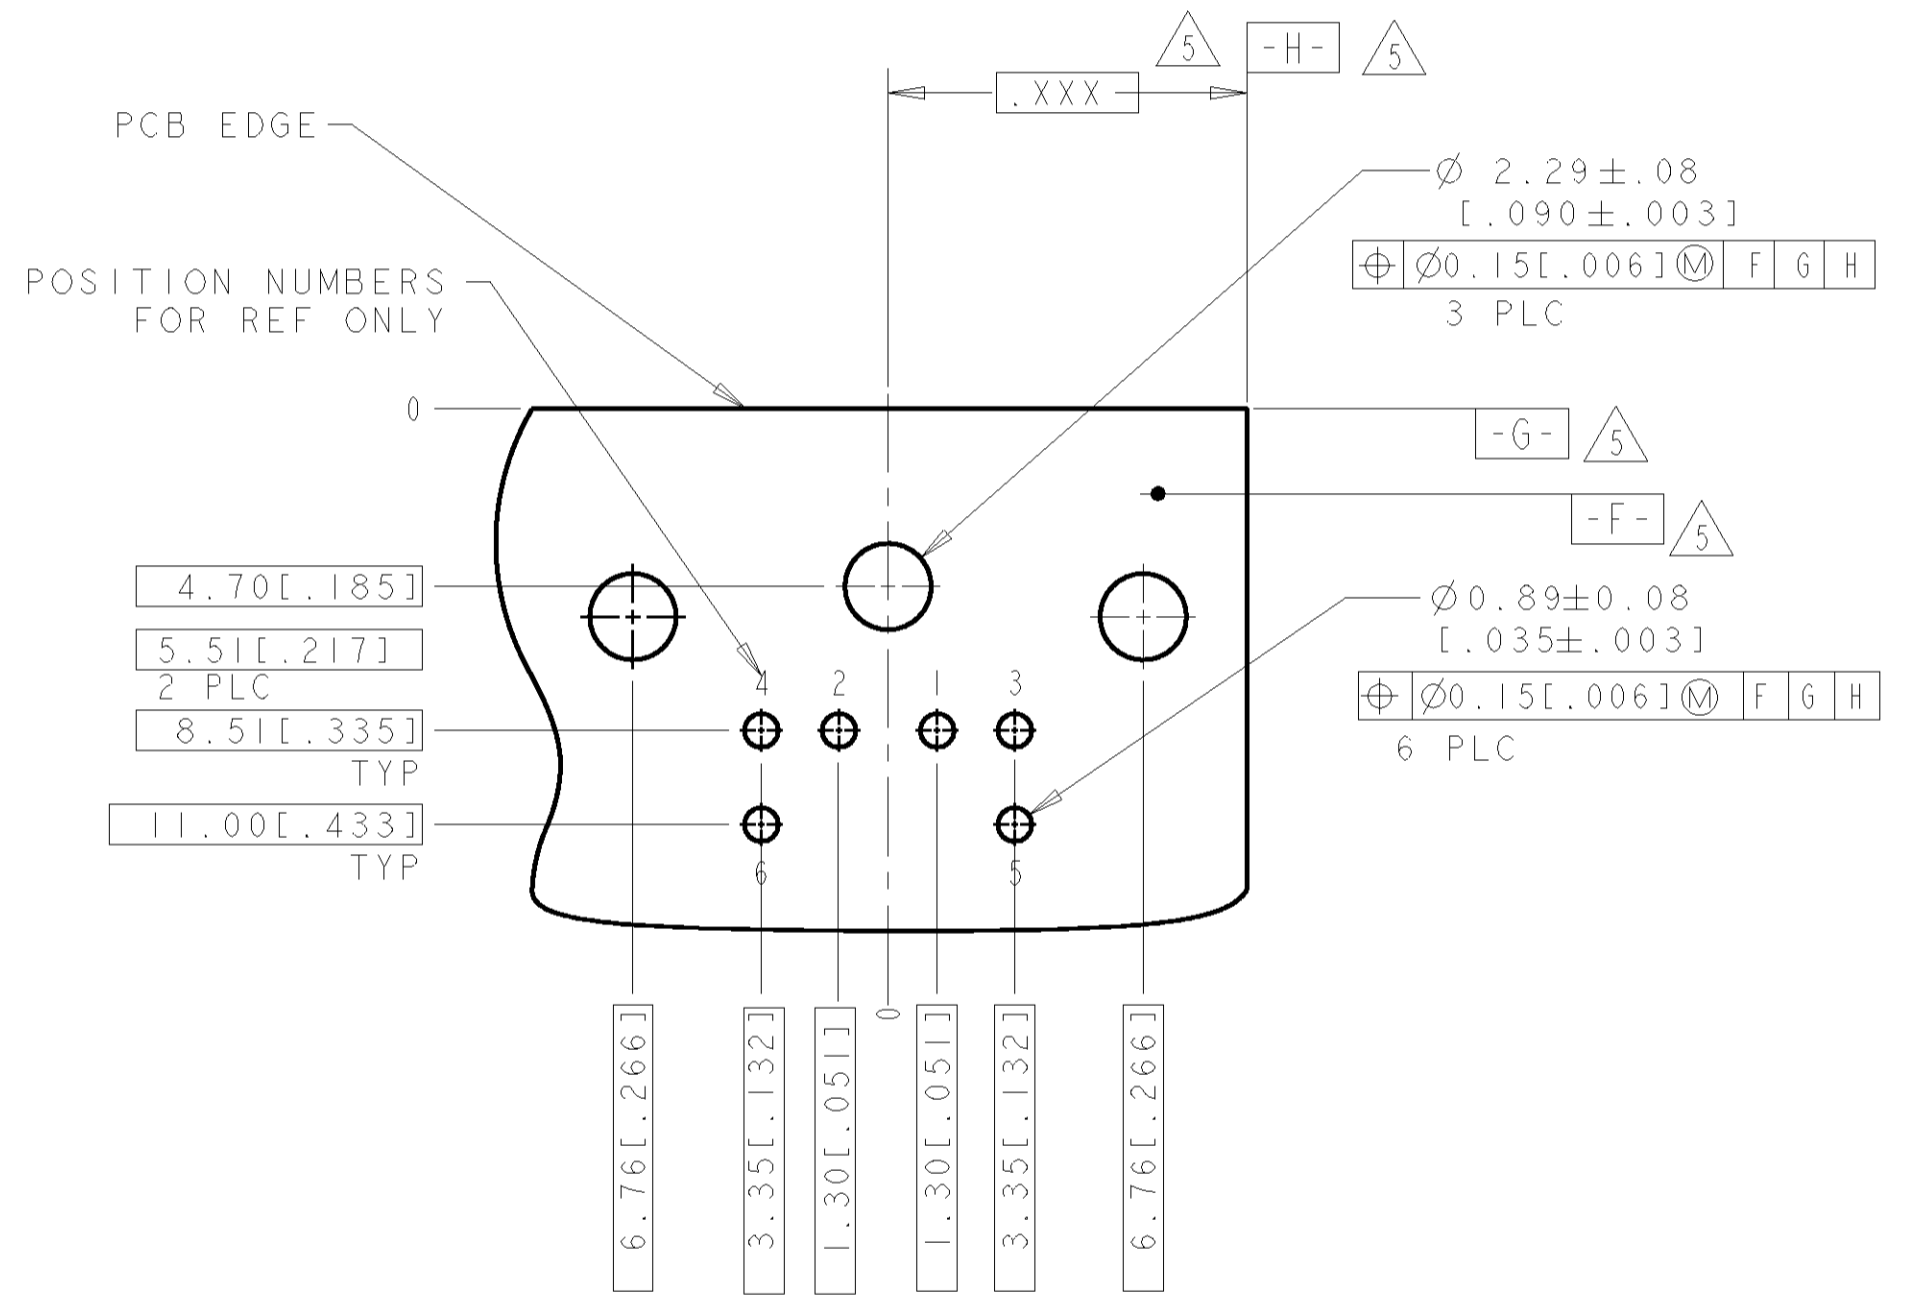 5
-H-
5
.XXX
PCB EDGE
Ø 2.29±.08
[.090±.003]
⌖ Ø0.15[.006]Ⓜ F G H
3 PLC
POSITION NUMBERS
FOR REF ONLY
0
-G-
5
-F-
5
4.70[.185]
5.51[.217]
2 PLC
8.51[.335]
TYP
11.00[.433]
TYP
Ø0.89±0.08
[.035±.003]
⌖ Ø0.15[.006]Ⓜ F G H
6 PLC
4 2 1 3
6 5
0
6.76[.266]
3.35[.132]
1.30[.051]
1.30[.051]
3.35[.132]
6.76[.266]